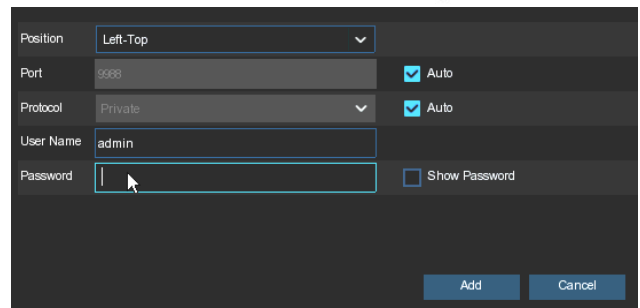 Position Left-Top
Port 9988 Auto
Protocol Private Auto
User Name admin
Password Show Password
Add Cancel